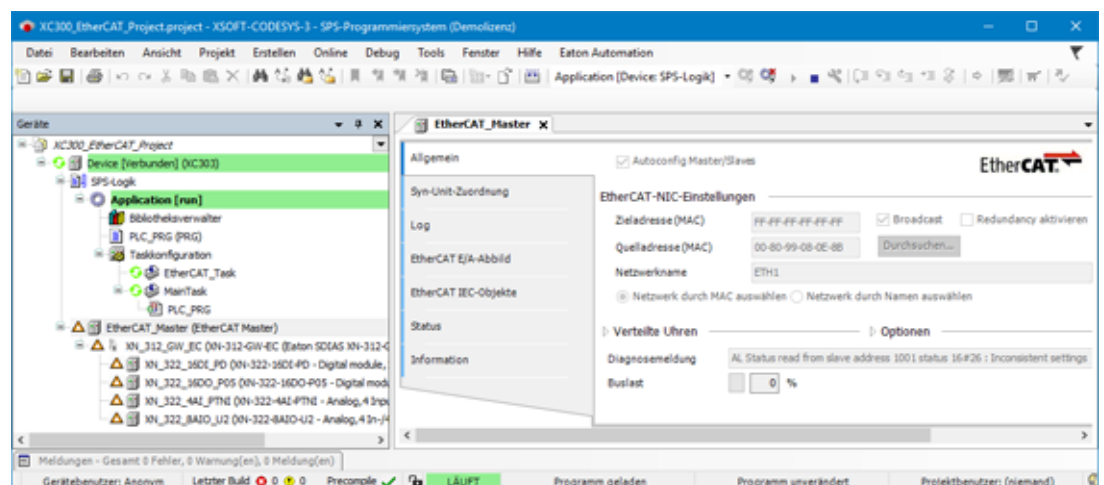 XC300_EtherCAT_Project.project - XSOFT-CODESYS-3 - SPS-Programmiersystem (Demolizenz)
Datei Bearbeiten Ansicht Projekt Erstellen Online Debug Tools Fenster Hilfe Eaton Automation
Application [Device: SPS-Logik]
Geräte
EtherCAT_Master
XC300_EtherCAT_Project
Device [Verbunden] (XC303)
SPS-Logik
Application [run]
Bibliotheksverwalter
PLC_PRG (PRG)
Taskkonfiguration
EtherCAT_Task
MainTask
PLC_PRG
EtherCAT_Master (EtherCAT Master)
XN_312_GW_EC (XN-312-GW-EC (Eaton SDIAS XN-312-G
XN_322_16DI_PD (XN-322-16DI-PD - Digital module,
XN_322_16DO_P05 (XN-322-16DO-P05 - Digital modu
XN_322_4AI_PTNI (XN-322-4AI-PTNI - Analog, 4 Inpu
XN_322_8AIO_U2 (XN-322-8AIO-U2 - Analog, 4 In-/4
Allgemein
Syn-Unit-Zuordnung
Log
EtherCAT E/A-Abbild
EtherCAT IEC-Objekte
Status
Information
Autoconfig Master/Slaves
EtherCAT
EtherCAT-NIC-Einstellungen
Zieladresse (MAC) FF-FF-FF-FF-FF-FF Broadcast Redundancy aktivieren
Quelladresse (MAC) 00-80-99-08-0E-8B Durchsuchen...
Netzwerkname ETH1
Netzwerk durch MAC auswählen Netzwerk durch Namen auswählen
Verteilte Uhren Optionen
Diagnosemeldung AL Status read from slave address 1001 status 16#26 : Inconsistent settings
Buslast 0 %
Meldungen - Gesamt 0 Fehler, 0 Warnung(en), 0 Meldung(en)
Gerätebenutzer: Anonym Letzter Build 0 0 Precompile LÄUFT Programm geladen Programm unverändert Projektbenutzer: (niemand)